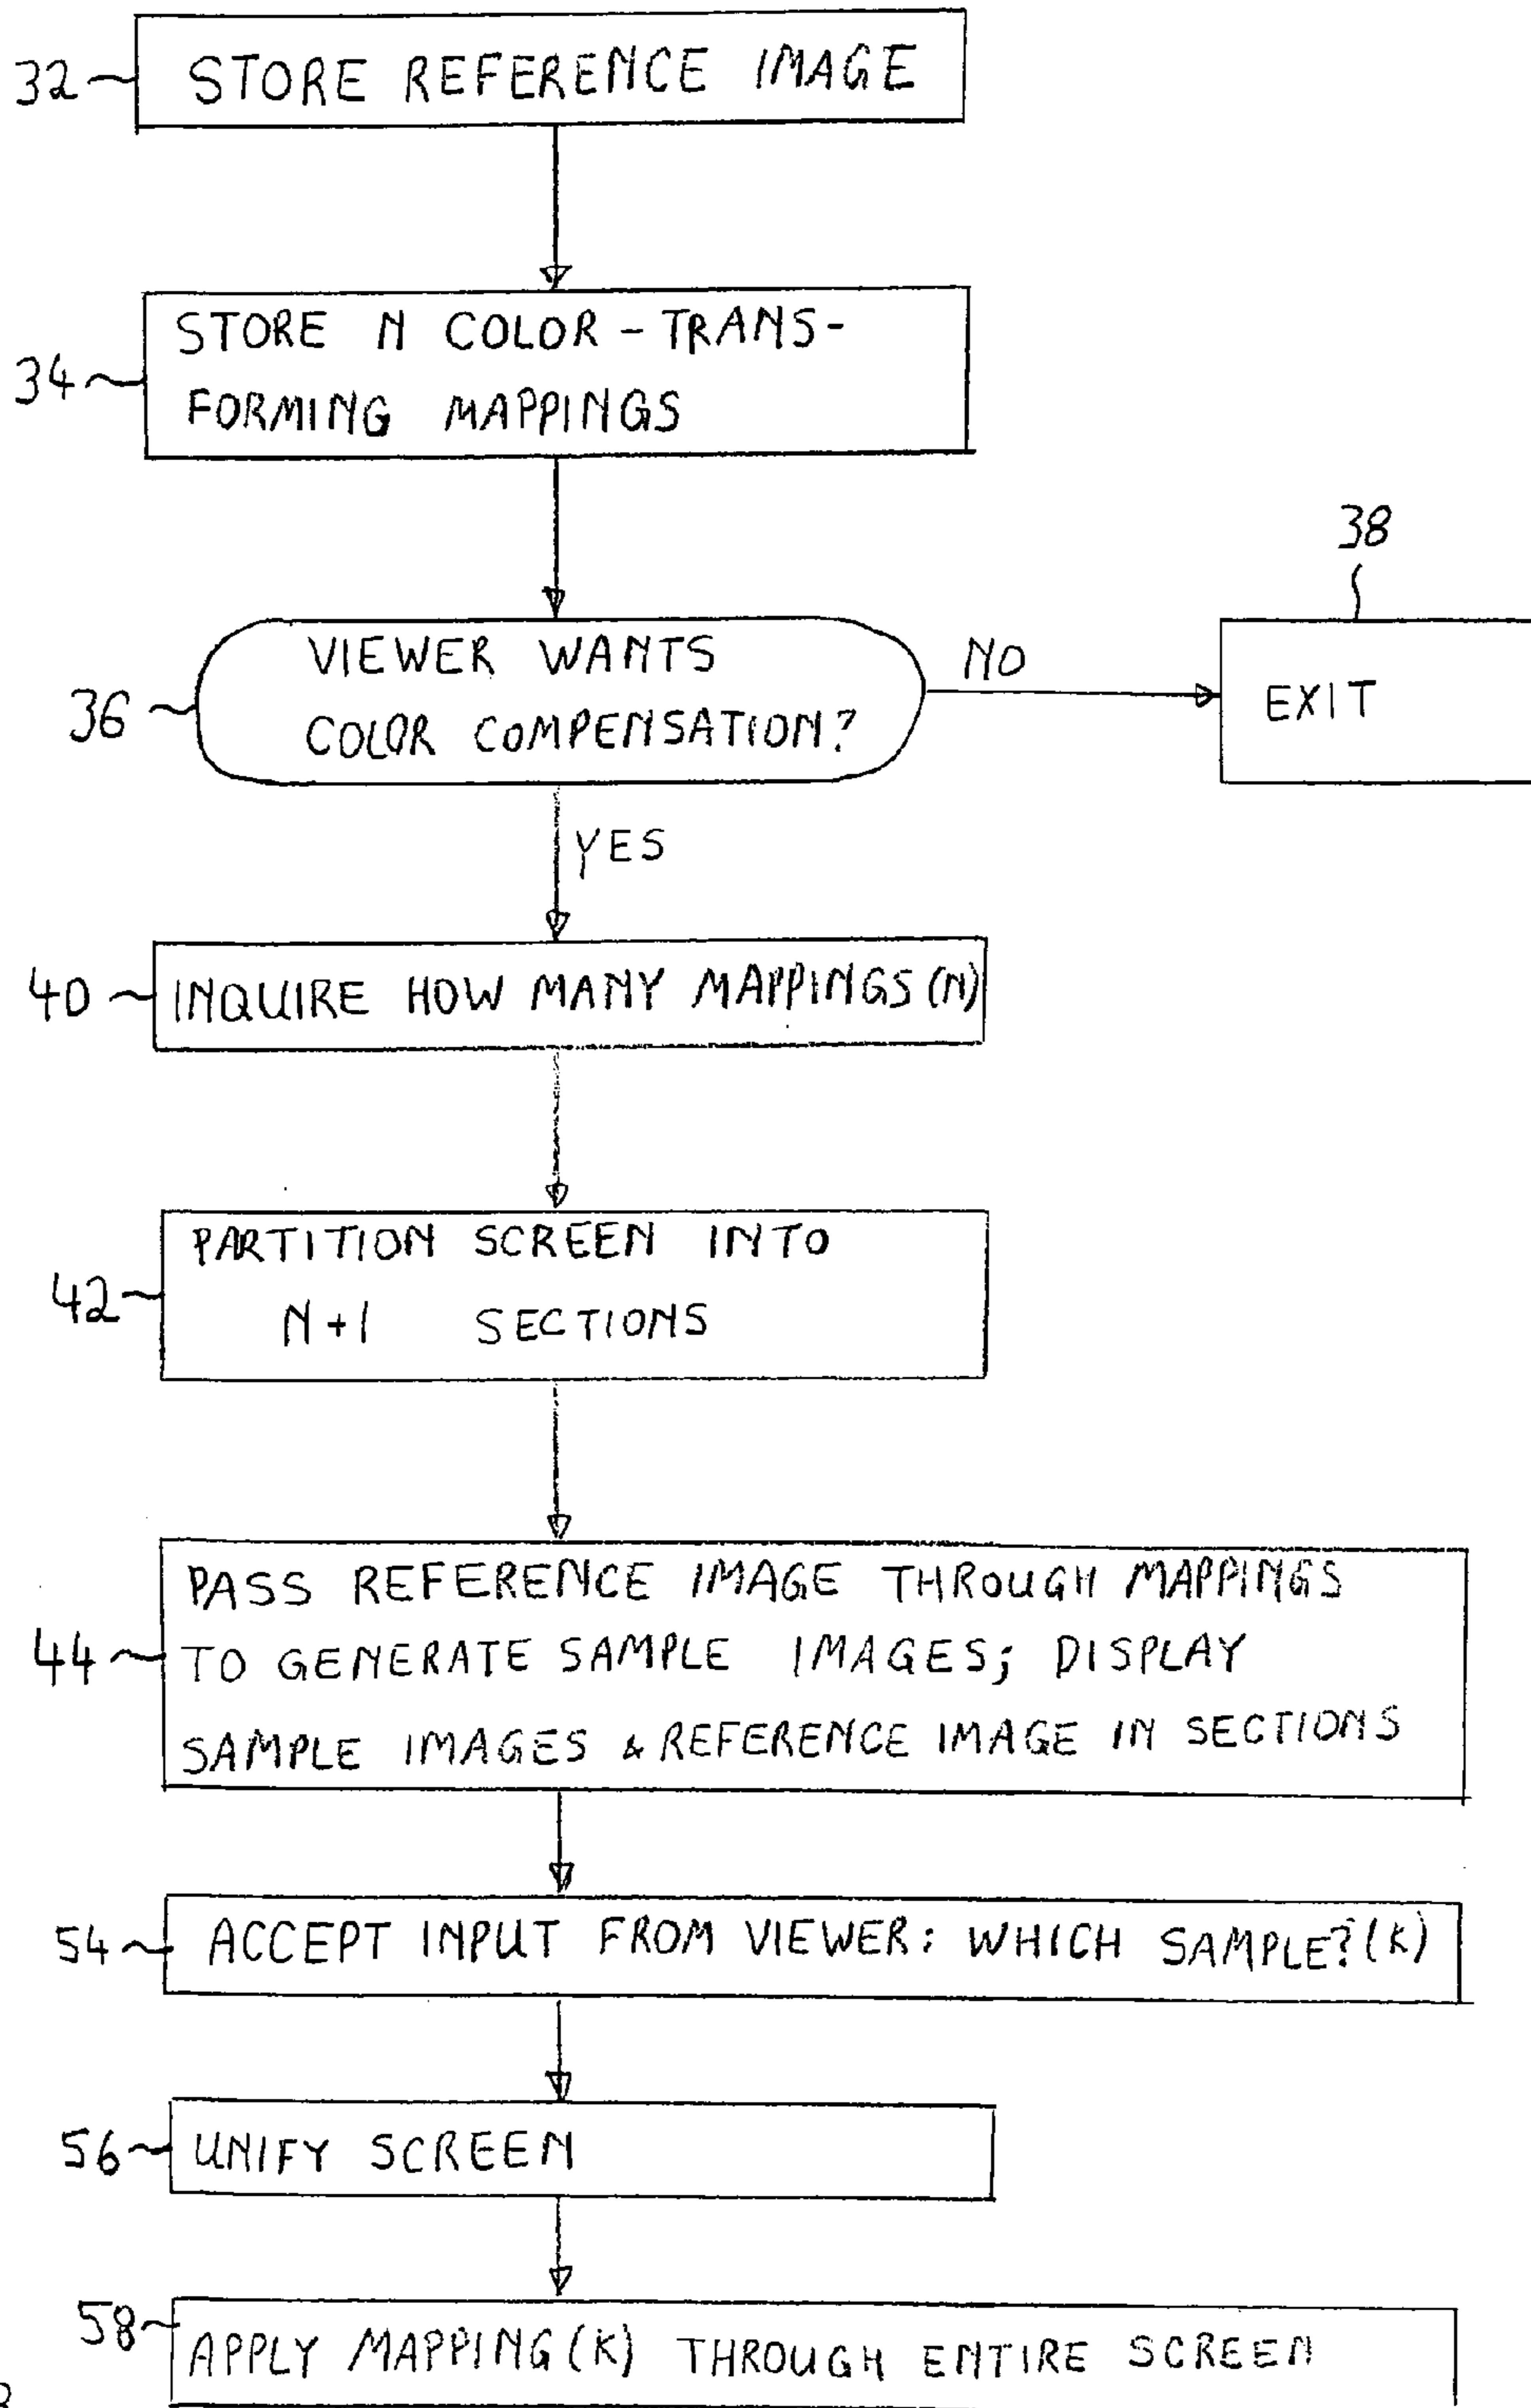 32 STORE REFERENCE IMAGE
34 STORE N COLOR-TRANS-
FORMING MAPPINGS
38
36 VIEWER WANTS
COLOR COMPENSATION?
NO
EXIT
YES
40 INQUIRE HOW MANY MAPPINGS (N)
42 PARTITION SCREEN INTO
N+1 SECTIONS
PASS REFERENCE IMAGE THROUGH MAPPINGS
44 TO GENERATE SAMPLE IMAGES; DISPLAY
SAMPLE IMAGES & REFERENCE IMAGE IN SECTIONS
54 ACCEPT INPUT FROM VIEWER: WHICH SAMPLE? (K)
56 UNIFY SCREEN
58 APPLY MAPPING (K) THROUGH ENTIRE SCREEN